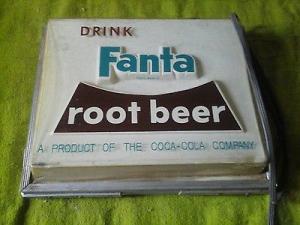 DRINK
Fanta
root beer
A PRODUCT OF THE COCA-COLA COMPANY